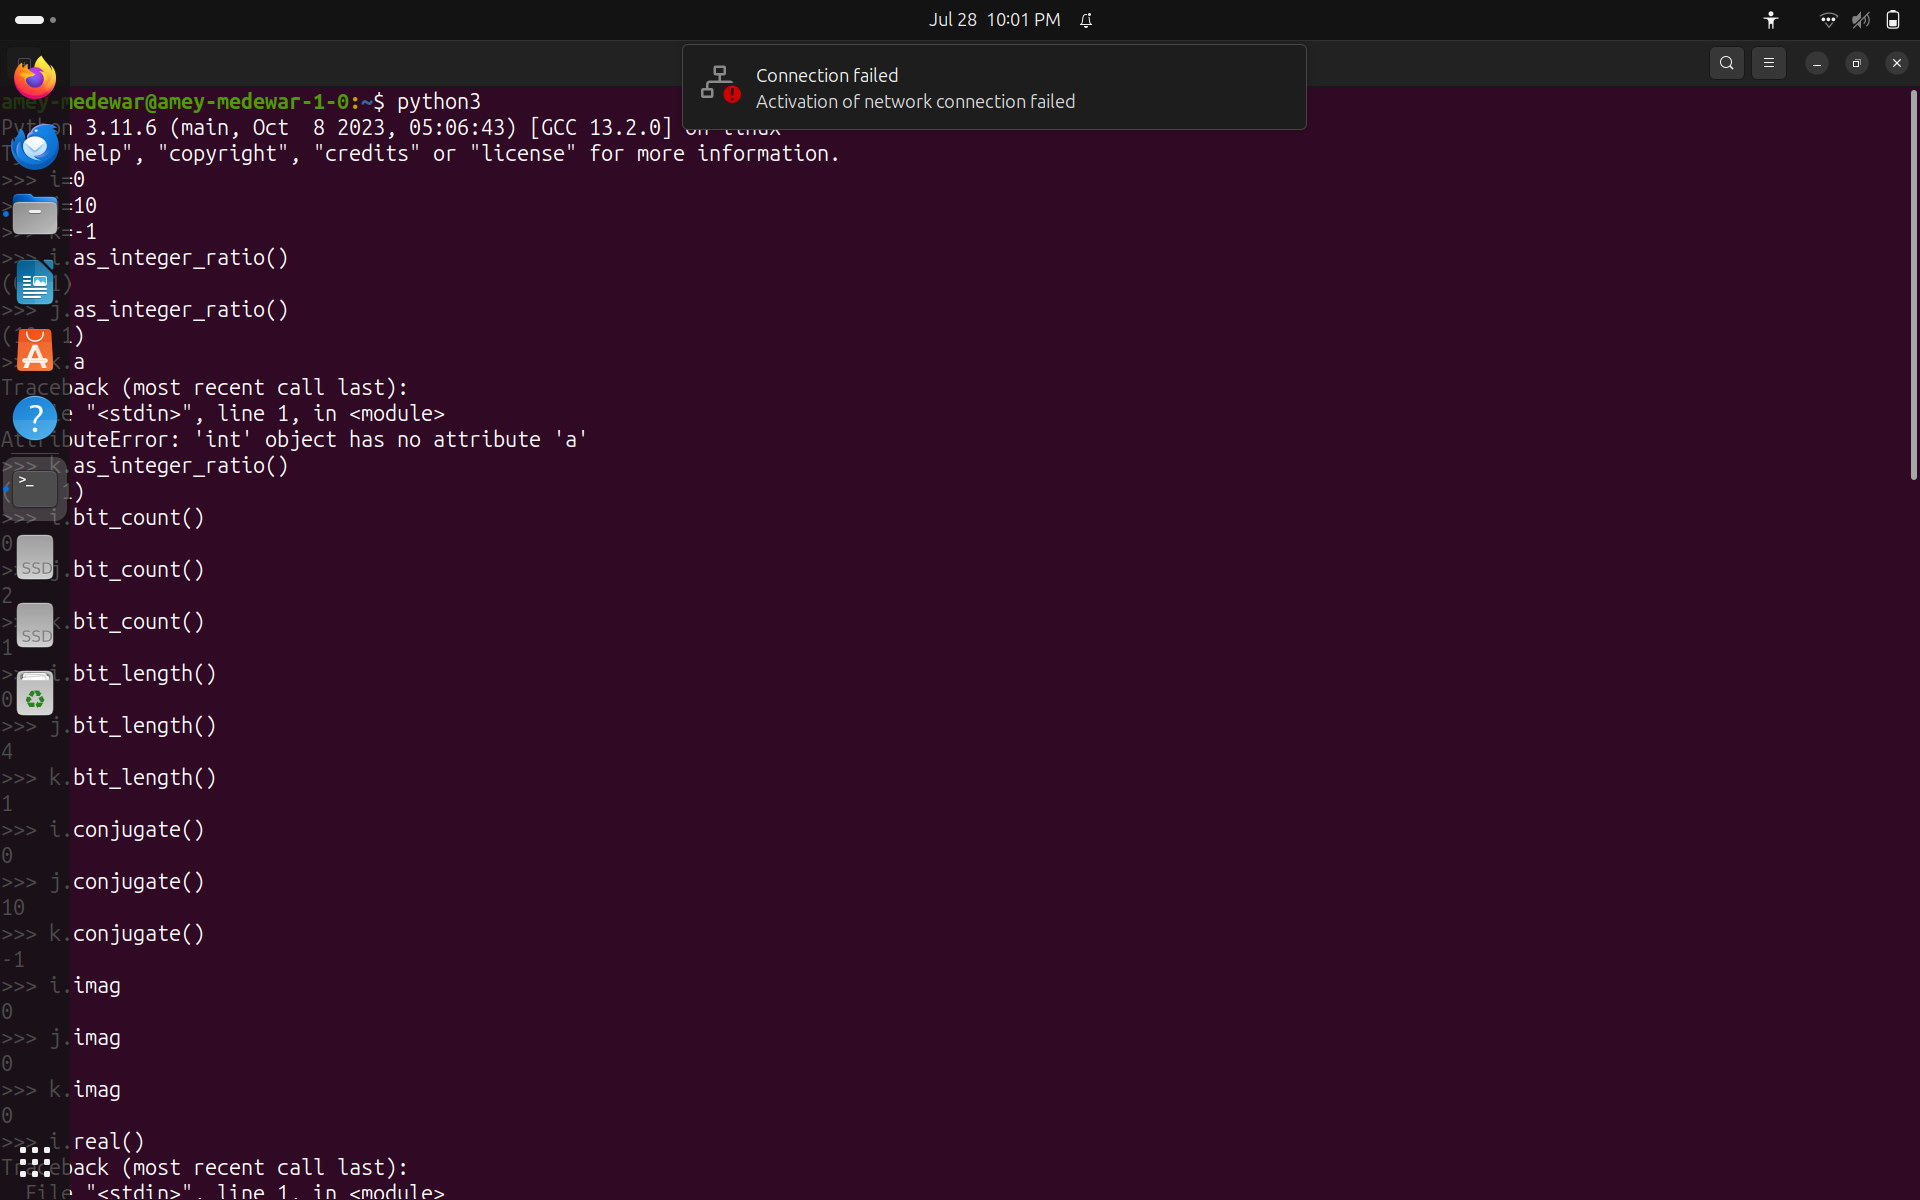 Jul 28 10:01 PM
Connection failed
Activation of network connection failed
amey-medewar@amey-medewar-1-0:~$ python3
Python 3.11.6 (main, Oct  8 2023, 05:06:43) [GCC 13.2.0] on linux
"help", "copyright", "credits" or "license" for more information.
>>> i=0
=10
k=-1
>>> i.as_integer_ratio()
1)
>>> j.as_integer_ratio()
1)
k.a
Traceback (most recent call last):
"<stdin>", line 1, in <module>
AttributeError: 'int' object has no attribute 'a'
>>> k.as_integer_ratio()
1)
>>> i.bit_count()
0
j.bit_count()
2
k.bit_count()
1
i.bit_length()
0
>>> j.bit_length()
4
>>> k.bit_length()
1
>>> i.conjugate()
0
>>> j.conjugate()
10
>>> k.conjugate()
-1
>>> i.imag
0
>>> j.imag
0
>>> k.imag
0
>>> i.real()
Traceback (most recent call last):
File "<stdin>", line 1, in <module>
?
>_
SSD
SSD